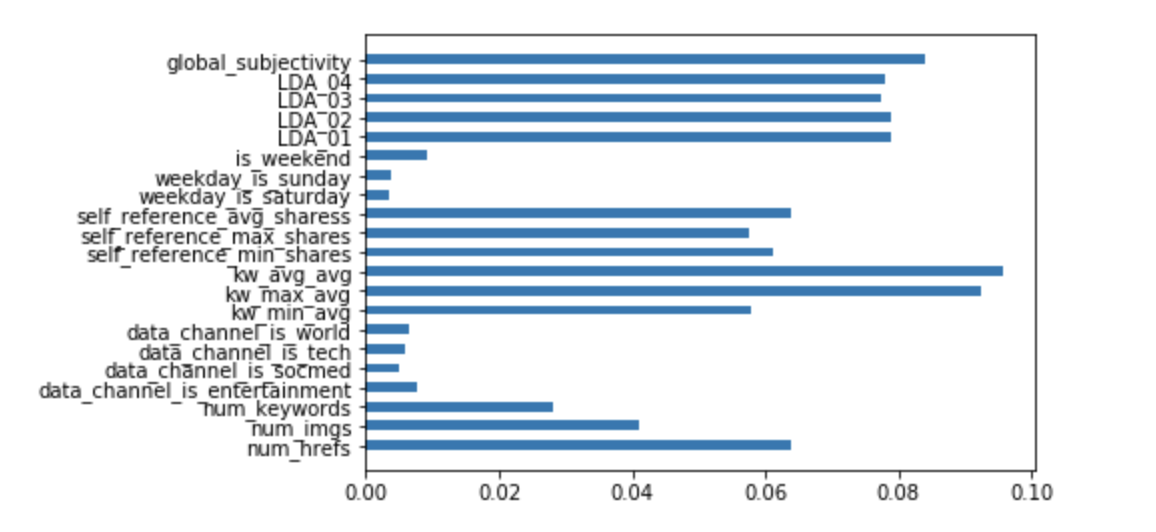 global_subjectivity
LDA_04
LDA_03
LDA_02
LDA_01
is_weekend
weekday_is_sunday
weekday_is_saturday
self_reference_avg_sharess
self_reference_max_shares
self_reference_min_shares
kw_avg_avg
kw_max_avg
kw_min_avg
data_channel_is_world
data_channel_is_tech
data_channel_is_socmed
data_channel_is_entertainment
num_keywords
num_imgs
num_hrefs
0.00 0.02 0.04 0.06 0.08 0.10